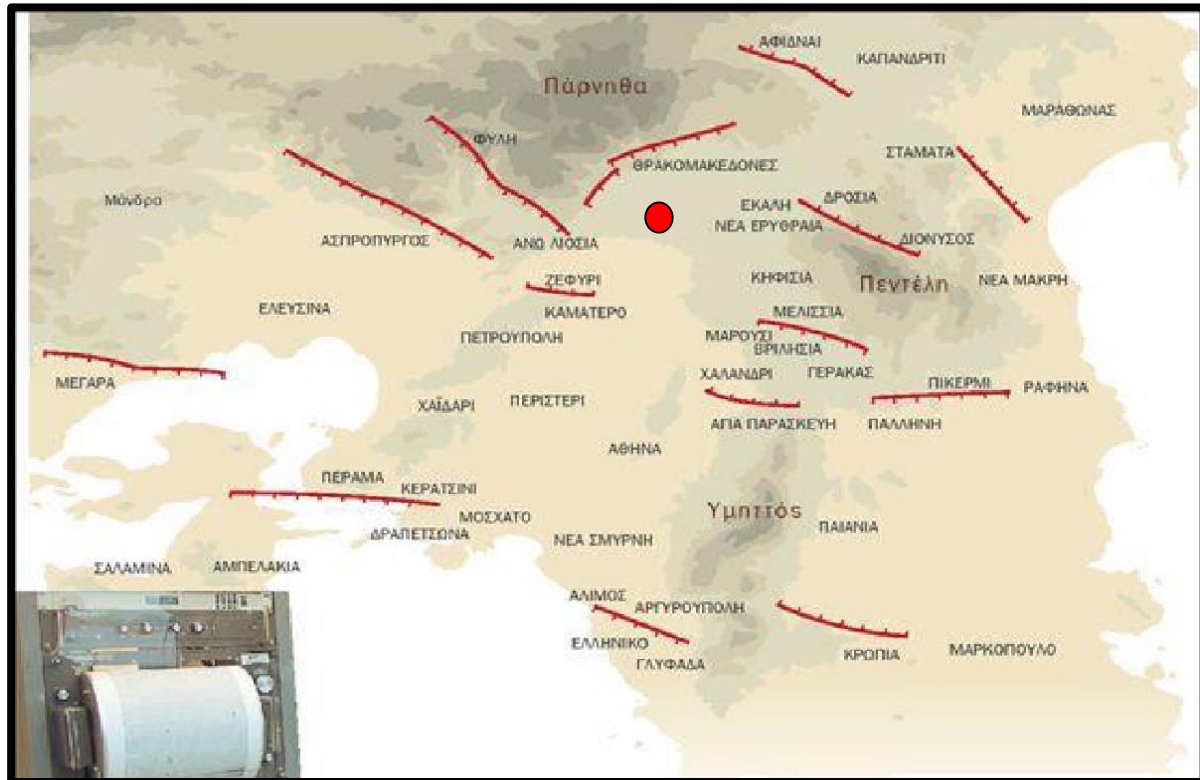 ΑΦΙΔΝΑΙ
ΚΑΠΑΝΔΡΙΤΙ
Πάρνηθα
ΜΑΡΑΘΩΝΑΣ
ΦΥΛΗ
ΣΤΑΜΑΤΑ
ΘΡΑΚΟΜΑΚΕΔΟΝΕΣ
Μάνδρα
ΕΚΑΛΗ
ΔΡΟΣΙΑ
ΝΕΑ ΕΡΥΘΡΑΙΑ
ΑΣΠΡΟΠΥΡΓΟΣ
ΑΝΩ ΛΙΟΣΙΑ
ΔΙΟΝΥΣΟΣ
ΖΕΦΥΡΙ
ΚΗΦΙΣΙΑ
Πεντέλη
ΝΕΑ ΜΑΚΡΗ
ΕΛΕΥΣΙΝΑ
ΚΑΜΑΤΕΡΟ
ΜΕΛΙΣΣΙΑ
ΠΕΤΡΟΥΠΟΛΗ
ΜΑΡΟΥΣΙ
ΒΡΙΛΗΣΙΑ
ΜΕΓΑΡΑ
ΧΑΛΑΝΔΡΙ
ΓΕΡΑΚΑΣ
ΠΙΚΕΡΜΙ
ΡΑΦΗΝΑ
ΧΑΪΔΑΡΙ
ΠΕΡΙΣΤΕΡΙ
ΑΓΙΑ ΠΑΡΑΣΚΕΥΗ
ΠΑΛΛΗΝΗ
ΑΘΗΝΑ
ΠΕΡΑΜΑ
ΚΕΡΑΤΣΙΝΙ
Υμηττός
ΜΟΣΧΑΤΟ
ΠΑΙΑΝΙΑ
ΔΡΑΠΕΤΣΩΝΑ
ΝΕΑ ΣΜΥΡΝΗ
ΣΑΛΑΜΙΝΑ
ΑΜΠΕΛΑΚΙΑ
ΑΛΙΜΟΣ
ΑΡΓΥΡΟΥΠΟΛΗ
ΕΛΛΗΝΙΚΟ
ΓΛΥΦΑΔΑ
ΚΡΩΠΙΑ
ΜΑΡΚΟΠΟΥΛΟ